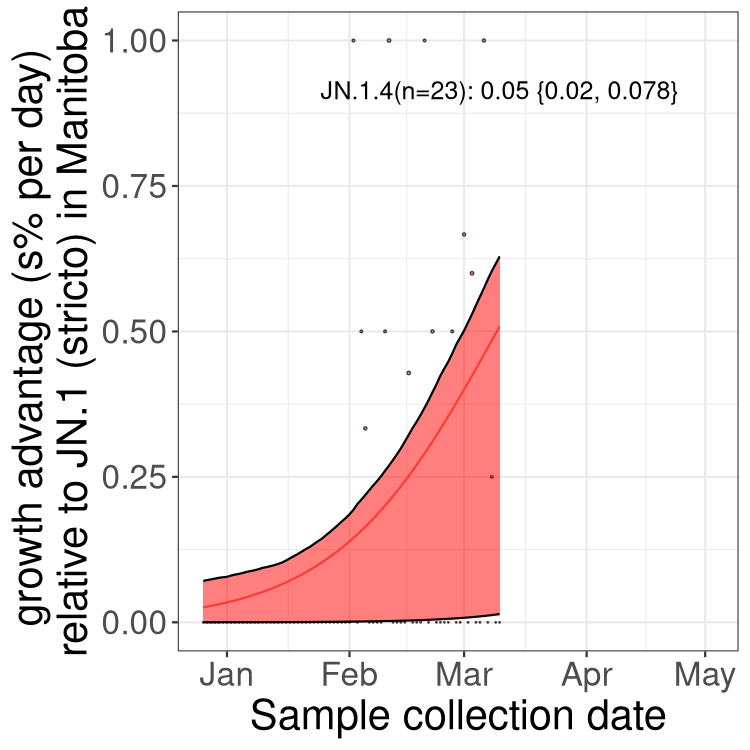 growth advantage (s% per day)
relative to JN.1 (stricto) in Manitoba
1.00
0.75
0.50
0.25
0.00
JN.1.4(n=23): 0.05 {0.02, 0.078}
Jan Feb Mar Apr May
Sample collection date